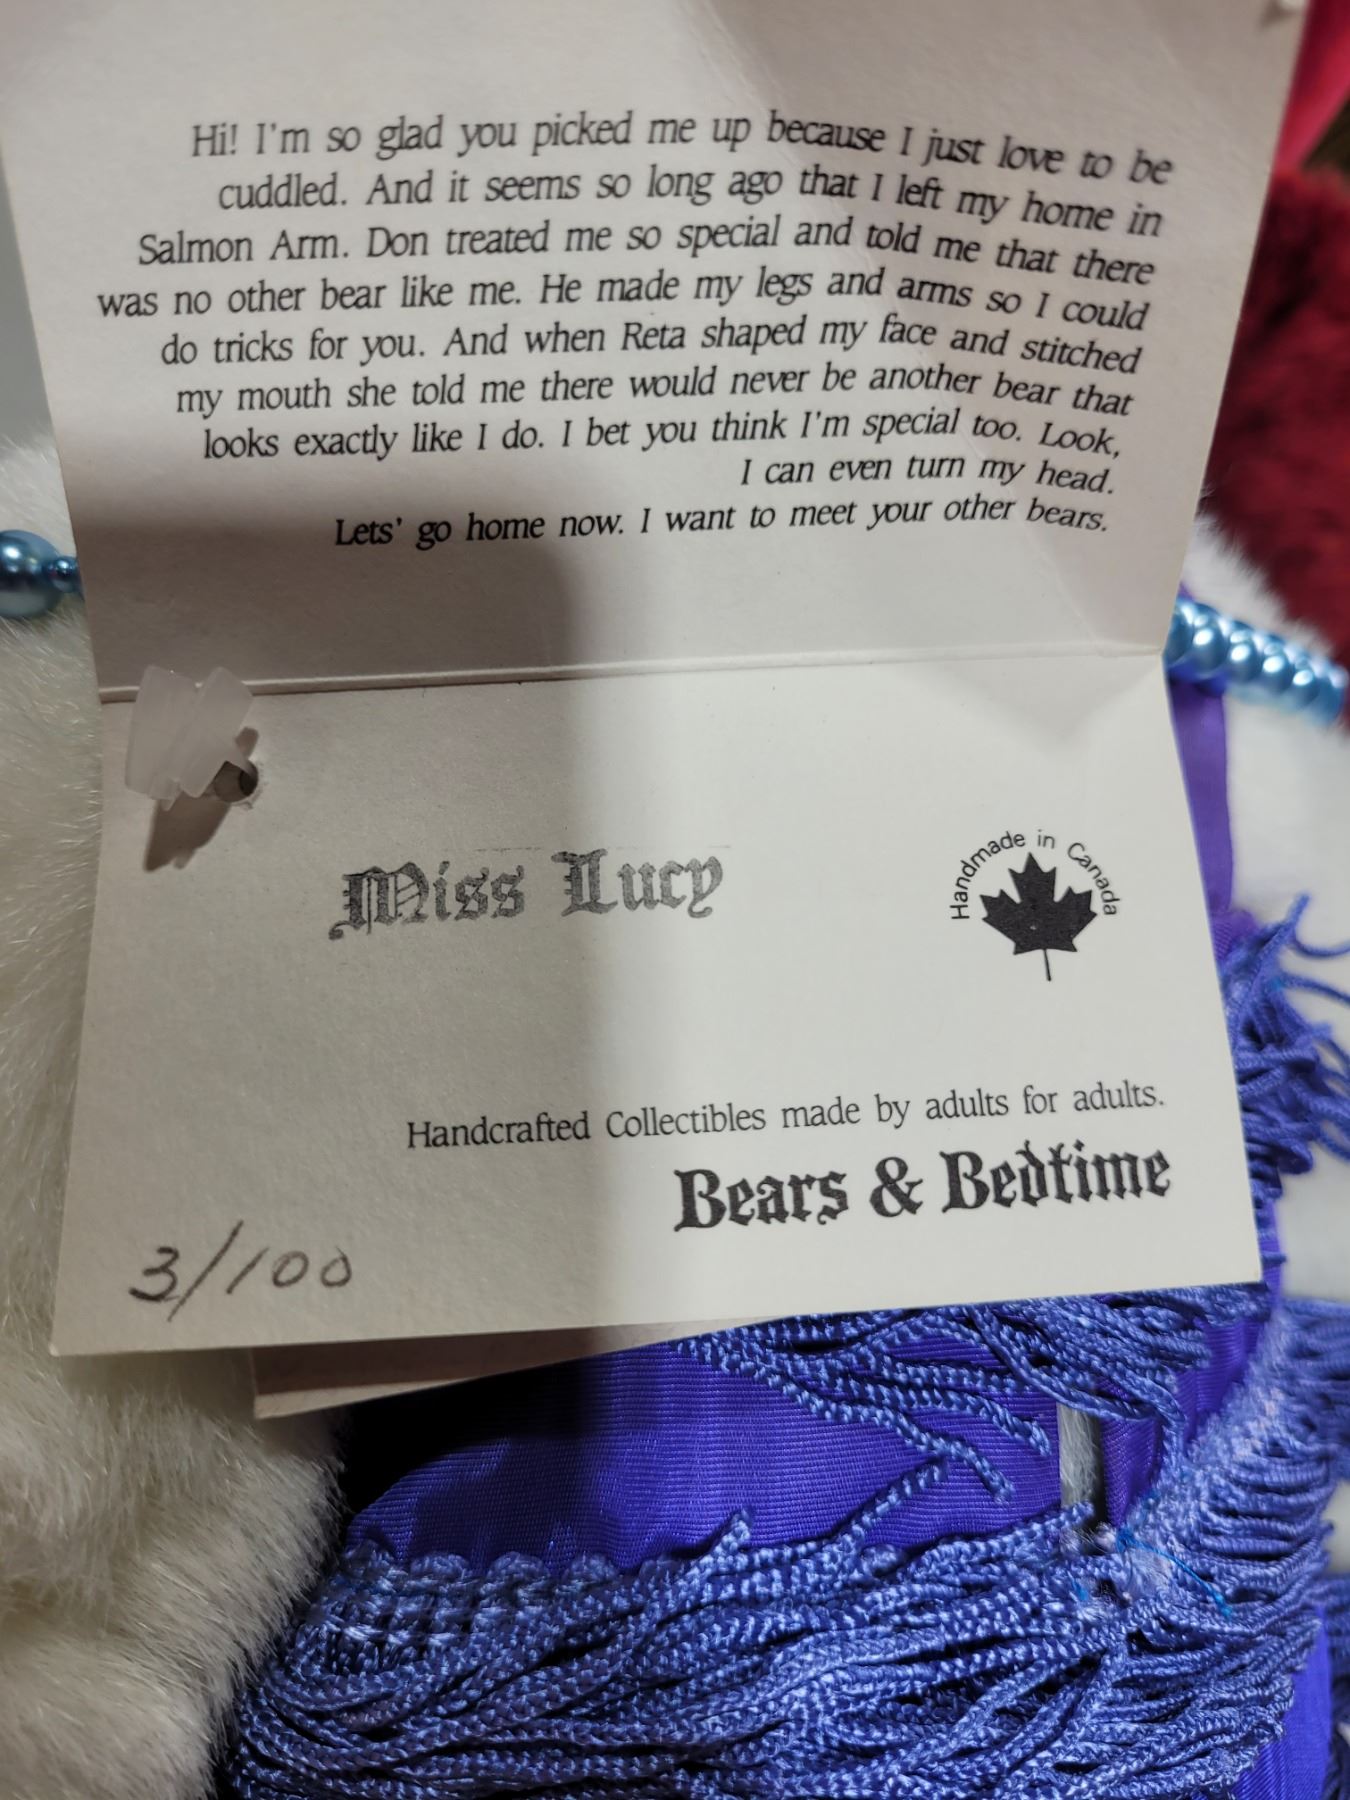 Hi! I'm so glad you picked me up because I just love to be
cuddled. And it seems so long ago that I left my home in
Salmon Arm. Don treated me so special and told me that there
was no other bear like me. He made my legs and arms so I could
do tricks for you. And when Reta shaped my face and stitched
my mouth she told me there would never be another bear that
looks exactly like I do. I bet you think I'm special too. Look,
I can even turn my head.
Lets' go home now. I want to meet your other bears.
Miss Lucy
Handmade in Canada
Handcrafted Collectibles made by adults for adults.
Bears & Bedtime
3/100